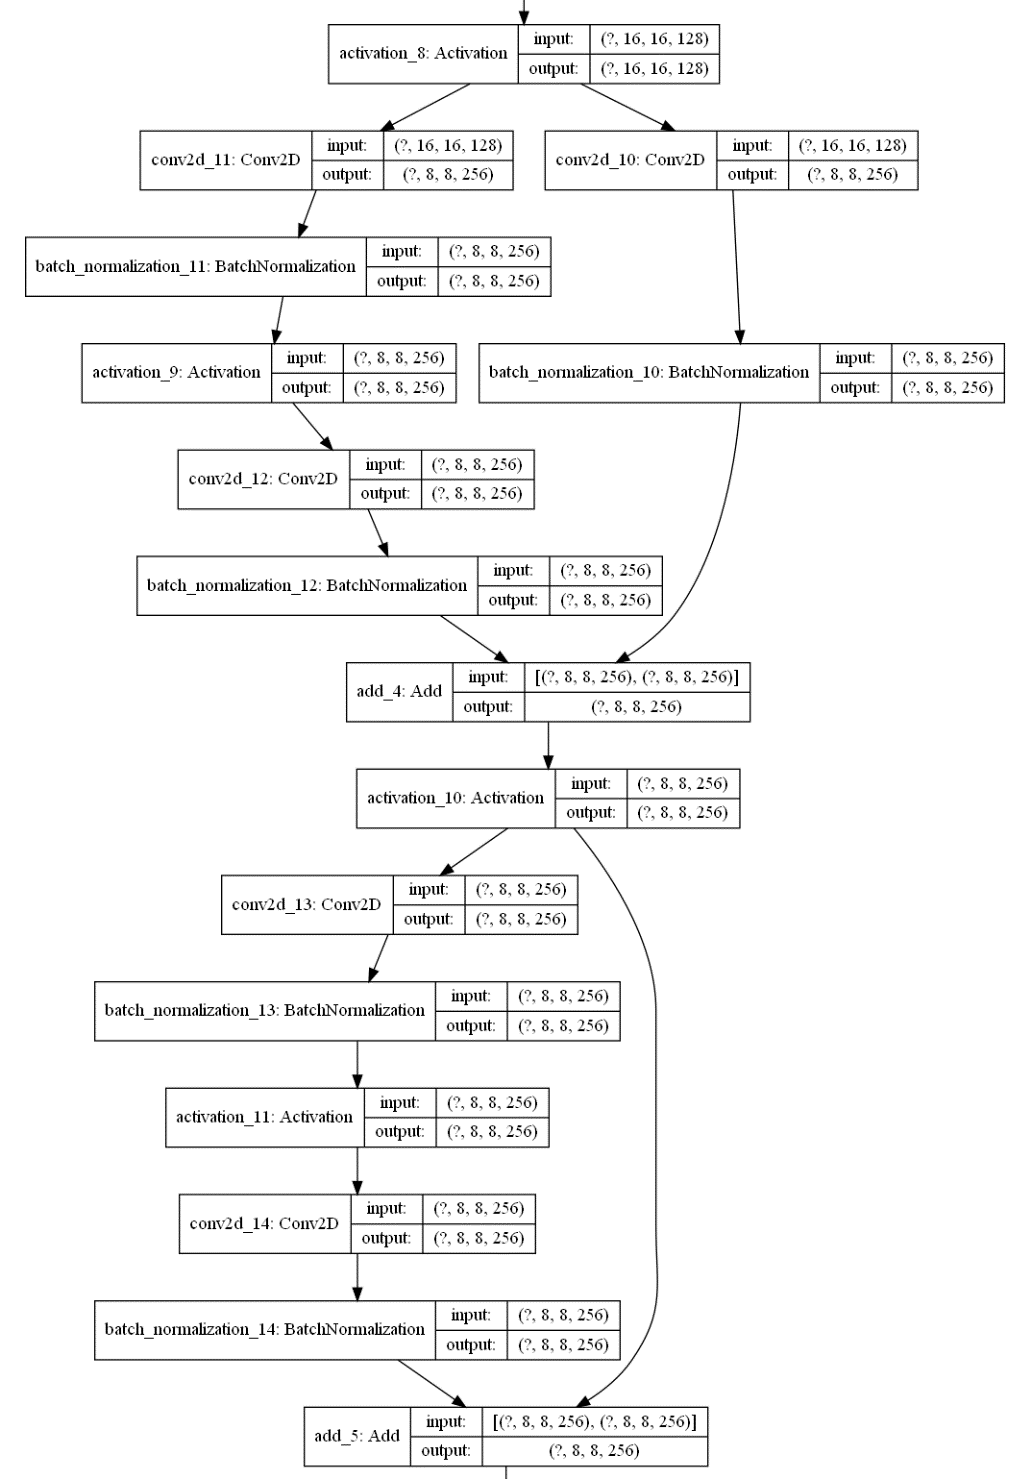 activation_8: Activation
input: (?, 16, 16, 128)
output: (?, 16, 16, 128)
conv2d_11: Conv2D
input: (?, 16, 16, 128)
output: (?, 8, 8, 256)
conv2d_10: Conv2D
input: (?, 16, 16, 128)
output: (?, 8, 8, 256)
batch_normalization_11: BatchNormalization
input: (?, 8, 8, 256)
output: (?, 8, 8, 256)
activation_9: Activation
input: (?, 8, 8, 256)
output: (?, 8, 8, 256)
batch_normalization_10: BatchNormalization
input: (?, 8, 8, 256)
output: (?, 8, 8, 256)
conv2d_12: Conv2D
input: (?, 8, 8, 256)
output: (?, 8, 8, 256)
batch_normalization_12: BatchNormalization
input: (?, 8, 8, 256)
output: (?, 8, 8, 256)
add_4: Add
input: [(?, 8, 8, 256), (?, 8, 8, 256)]
output: (?, 8, 8, 256)
activation_10: Activation
input: (?, 8, 8, 256)
output: (?, 8, 8, 256)
conv2d_13: Conv2D
input: (?, 8, 8, 256)
output: (?, 8, 8, 256)
batch_normalization_13: BatchNormalization
input: (?, 8, 8, 256)
output: (?, 8, 8, 256)
activation_11: Activation
input: (?, 8, 8, 256)
output: (?, 8, 8, 256)
conv2d_14: Conv2D
input: (?, 8, 8, 256)
output: (?, 8, 8, 256)
batch_normalization_14: BatchNormalization
input: (?, 8, 8, 256)
output: (?, 8, 8, 256)
add_5: Add
input: [(?, 8, 8, 256), (?, 8, 8, 256)]
output: (?, 8, 8, 256)